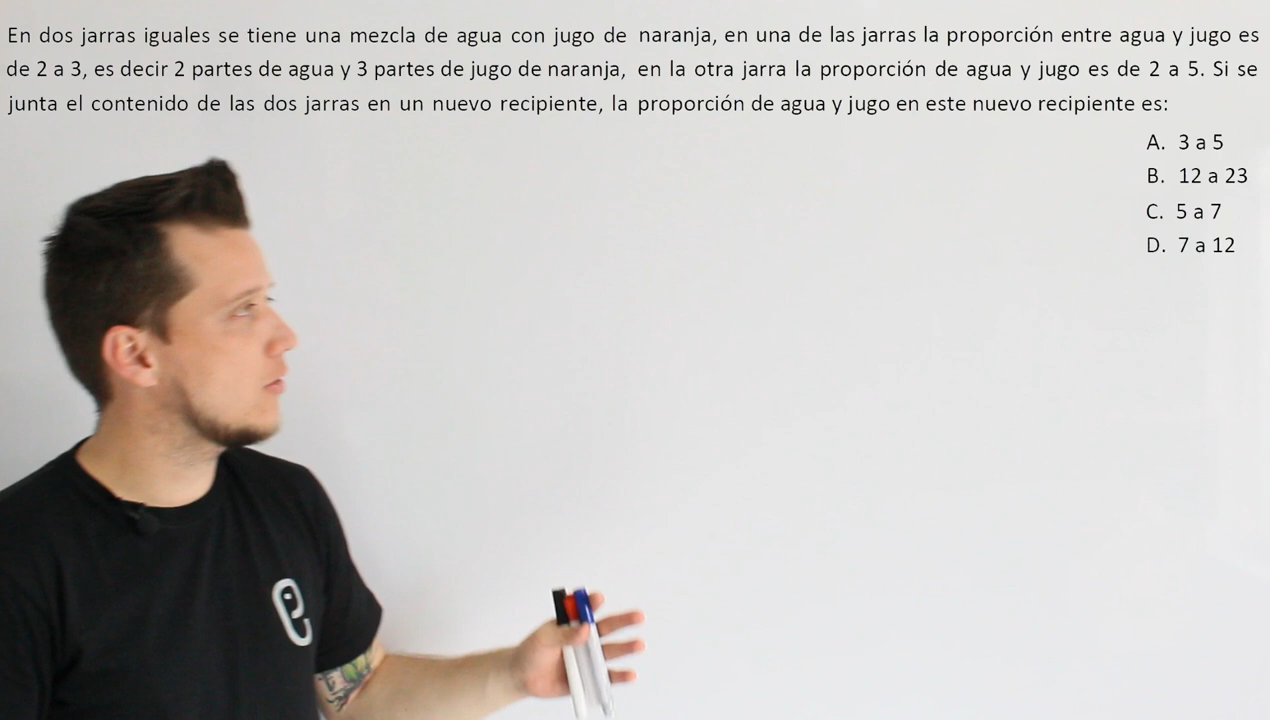 En dos jarras iguales se tiene una mezcla de agua con jugo de naranja, en una de las jarras la proporción entre agua y jugo es
de 2 a 3, es decir 2 partes de agua y 3 partes de jugo de naranja, en la otra jarra la proporción de agua y jugo es de 2 a 5. Si se
junta el contenido de las dos jarras en un nuevo recipiente, la proporción de agua y jugo en este nuevo recipiente es:
A. 3 a 5
B. 12 a 23
C. 5 a 7
D. 7 a 12